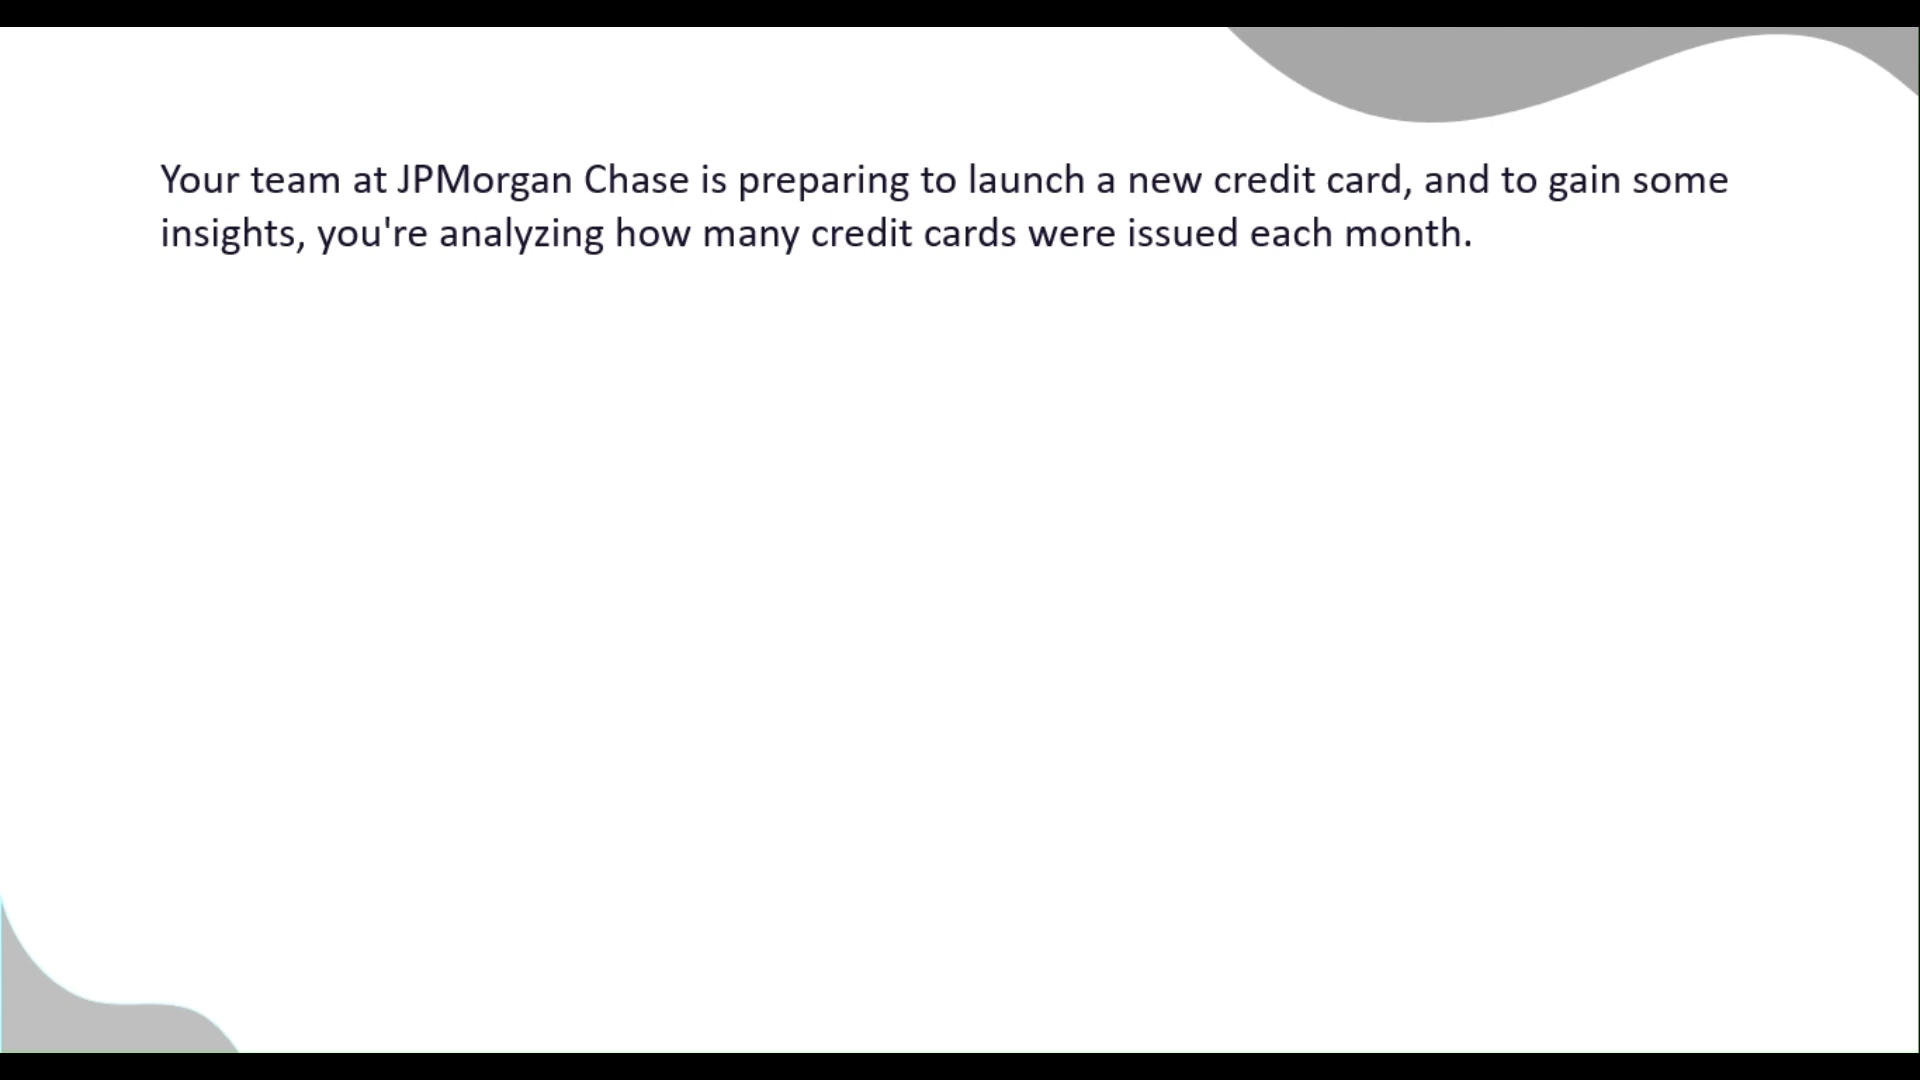 Your team at JPMorgan Chase is preparing to launch a new credit card, and to gain some
insights, you're analyzing how many credit cards were issued each month.